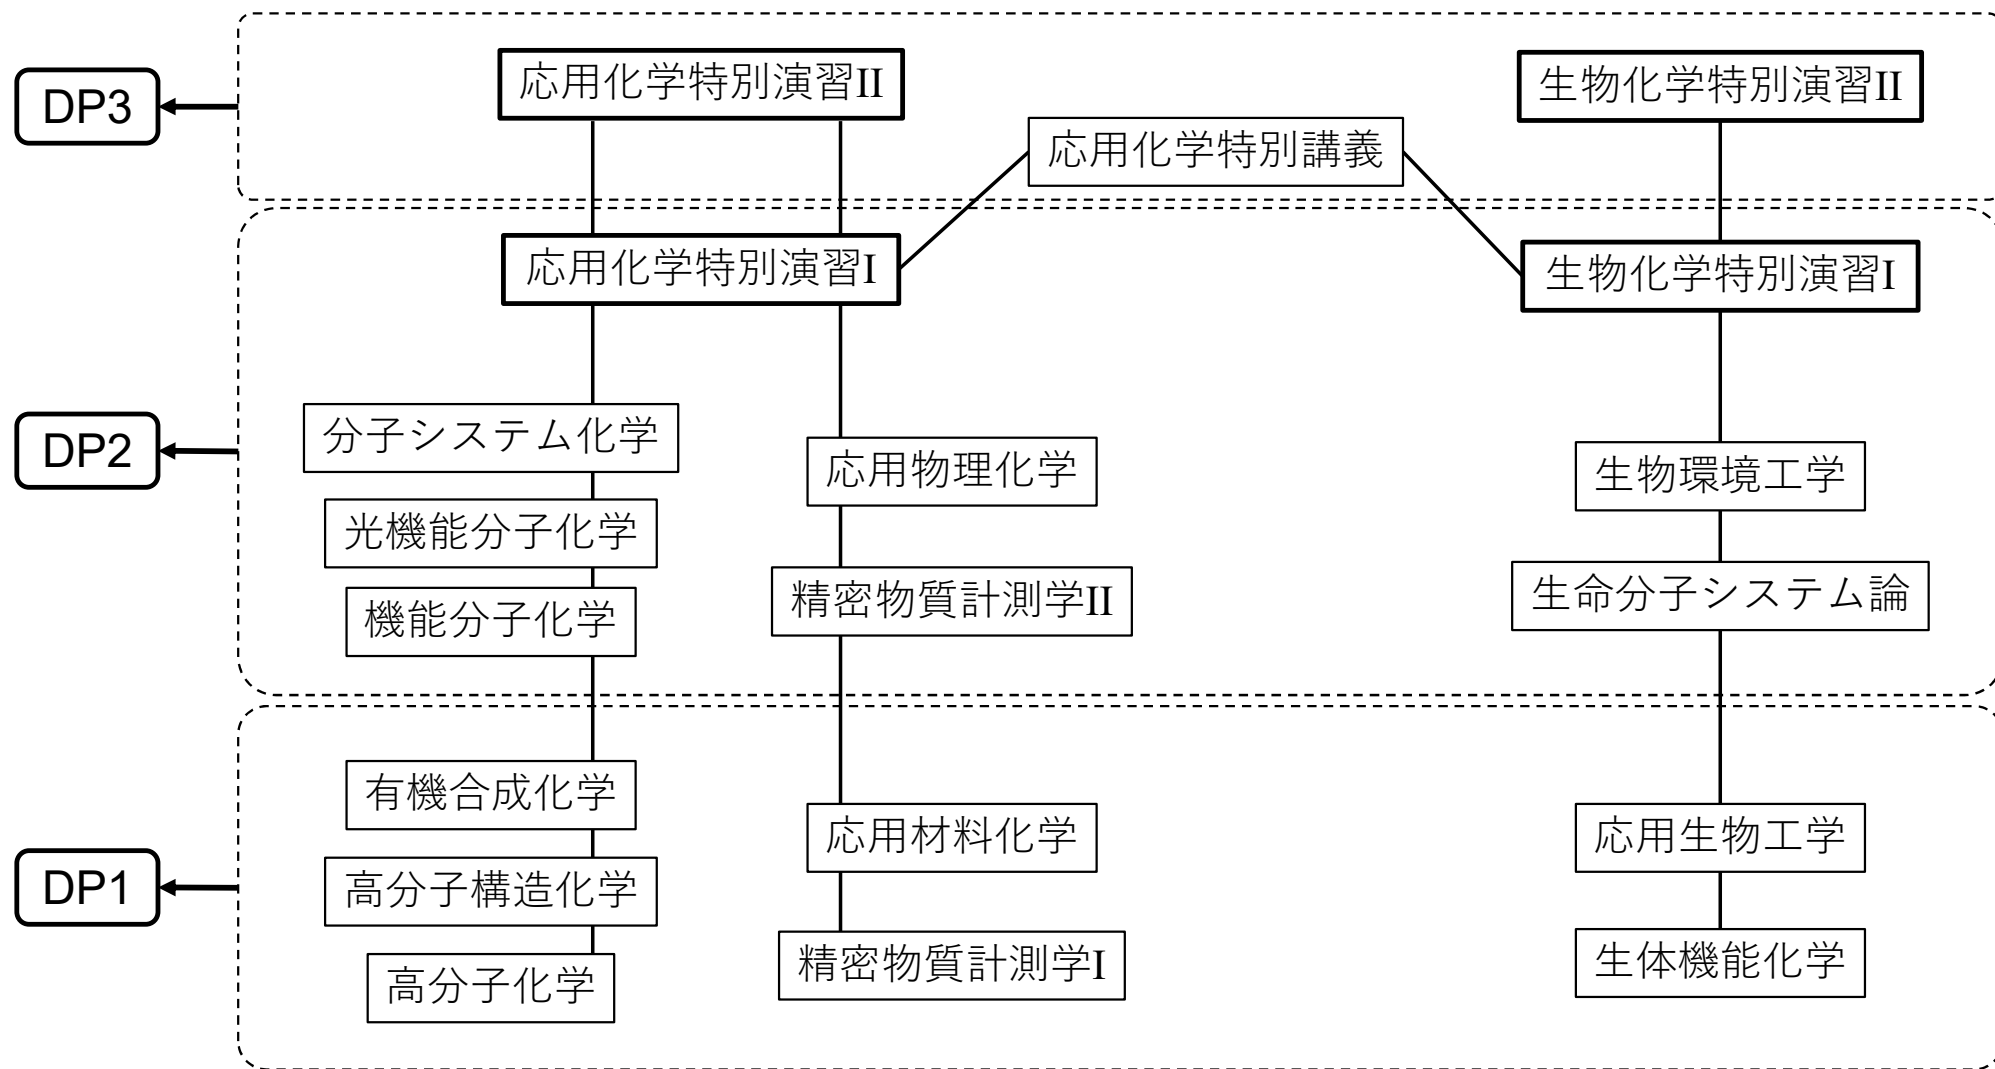 DP3
応用化学特別演習II
生物化学特別演習II
応用化学特別講義
DP2
応用化学特別演習I
生物化学特別演習I
分子システム化学
応用物理化学
生物環境工学
光機能分子化学
精密物質計測学II
生命分子システム論
機能分子化学
DP1
有機合成化学
応用材料化学
応用生物工学
高分子構造化学
精密物質計測学I
生体機能化学
高分子化学